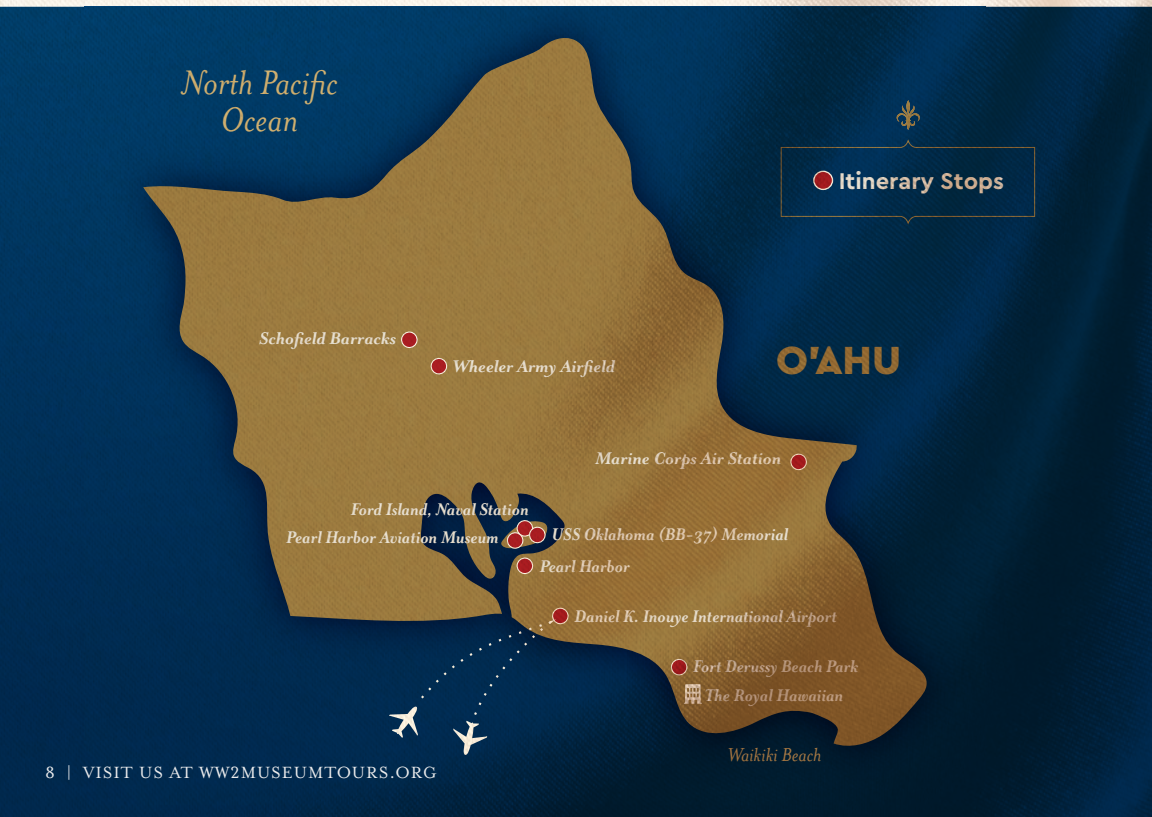 North Pacific
Ocean
Itinerary Stops
O'AHU
Schofield Barracks
Wheeler Army Airfield
Marine Corps Air Station
Ford Island, Naval Station
USS Oklahoma (BB-37) Memorial
Pearl Harbor Aviation Museum
Pearl Harbor
Daniel K. Inouye International Airport
Fort Derussy Beach Park
The Royal Hawaiian
Waikiki Beach
8 | VISIT US AT WW2MUSEUMTOURS.ORG